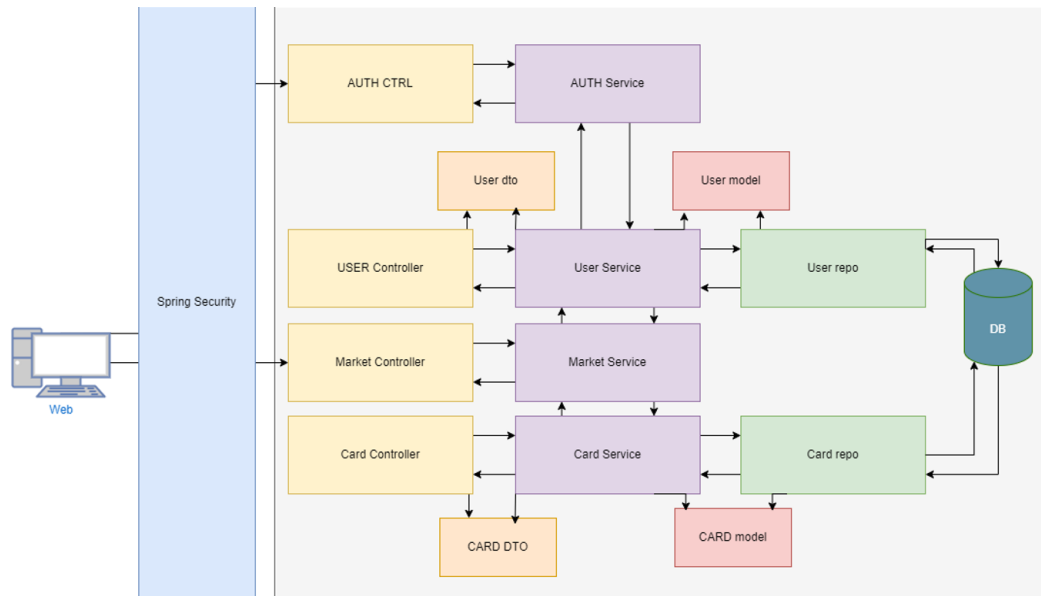 AUTH CTRL
AUTH Service
User dto
User model
USER Controller
User Service
User repo
Spring Security
DB
Market Controller
Market Service
Web
Card Controller
Card Service
Card repo
CARD DTO
CARD model